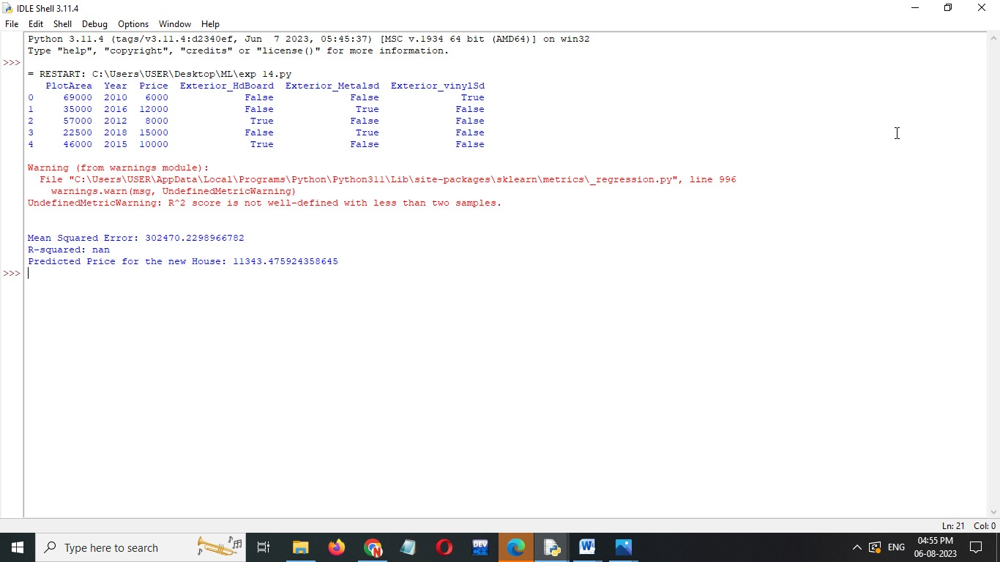 IDLE Shell 3.11.4
File Edit Shell Debug Options Window Help
Python 3.11.4 (tags/v3.11.4:d2340ef, Jun  7 2023, 05:45:37) [MSC v.1934 64 bit (AMD64)] on win32
Type "help", "copyright", "credits" or "license()" for more information.
>>>
= RESTART: C:\Users\USER\Desktop\ML\exp 14.py
   PlotArea  Year  Price  Exterior_HdBoard  Exterior_Metalsd  Exterior_vinylSd
0     69000  2010   6000             False             False              True
1     35000  2016  12000             False              True             False
2     57000  2012   8000              True             False             False
3     22500  2018  15000             False              True             False
4     46000  2015  10000              True             False             False
Warning (from warnings module):
  File "C:\Users\USER\AppData\Local\Programs\Python\Python311\Lib\site-packages\sklearn\metrics\_regression.py", line 996
    warnings.warn(msg, UndefinedMetricWarning)
UndefinedMetricWarning: R^2 score is not well-defined with less than two samples.
Mean Squared Error: 302470.2298966782
R-squared: nan
Predicted Price for the new House: 11343.475924358645
>>>
Ln: 21 Col: 0
Type here to search
DEV
ENG
04:55 PM
06-08-2023